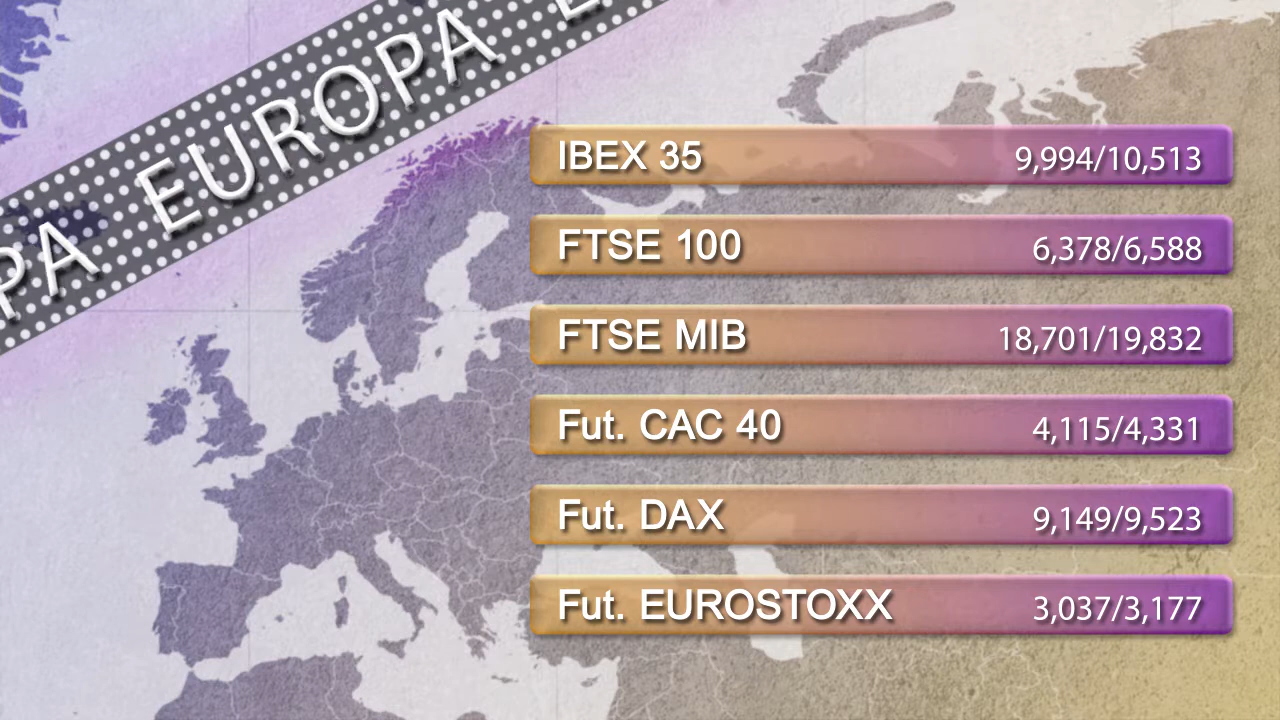 PA EUROPA E
IBEX 35 9,994/10,513
FTSE 100 6,378/6,588
FTSE MIB 18,701/19,832
Fut. CAC 40 4,115/4,331
Fut. DAX 9,149/9,523
Fut. EUROSTOXX 3,037/3,177